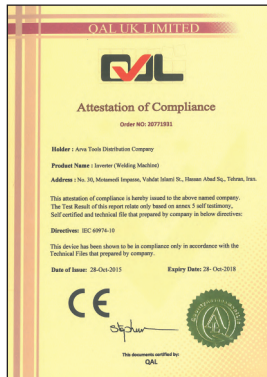 QAL UK LIMITED
QAL
Attestation of Compliance
Order NO: 20771931
Holder : Arva Tools Distribution Company
Product Name : Inverter (Welding Machine)
Address : No. 30, Motamedi Impasse, Vahdat Islami St., Hassan Abad Sq., Tehran, Iran.
This attestation of compliance is hereby issued to the above named company.
The Test Result of this report relate only based on annex 5 self testimony,
Self certified and technical file that prepared by company in below directives:
Directives: IEC 60974-10
This device has been shown to be in compliance only in accordance with the
Technical Files that prepared by company.
Date of Issue: 28-Oct-2015 Expiry Date: 28- Oct-2018
CE
Stephen
This documents certified by:
QAL